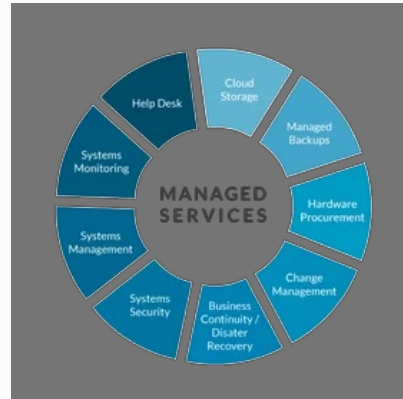 MANAGED
SERVICES
Cloud
Storage
Managed
Backups
Hardware
Procurement
Change
Management
Business
Continuity /
Disater
Recovery
Systems
Security
Systems
Management
Systems
Monitoring
Help Desk